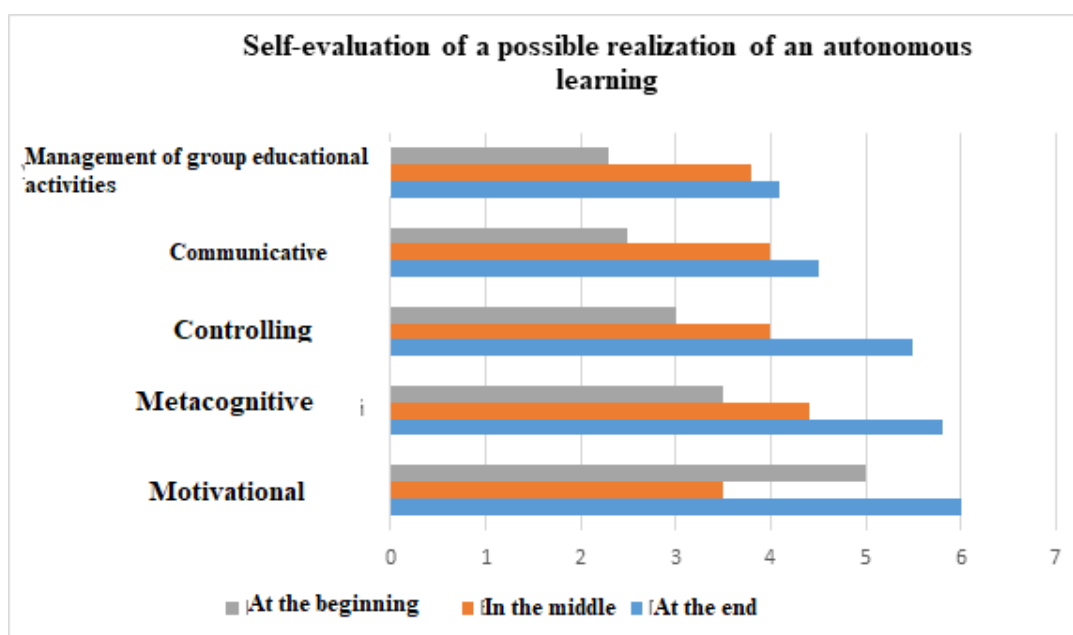 Self-evaluation of a possible realization of an autonomous
learning
Management of group educational
activities
Communicative
Controlling
Metacognitive
Motivational
0 1 2 3 4 5 6 7
At the beginning In the middle At the end